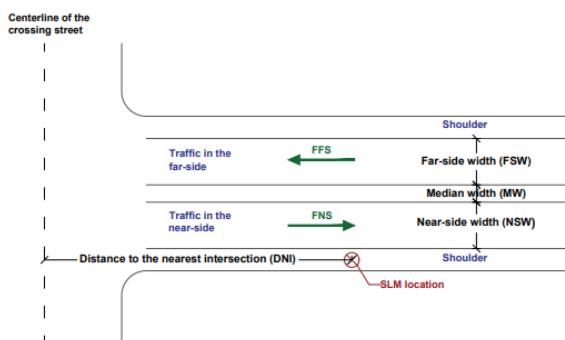 Centerline of the
crossing street
Shoulder
Traffic in the
far-side
FFS
Far-side width (FSW)
Median width (MW)
Traffic in the
near-side
FNS
Near-side width (NSW)
Distance to the nearest intersection (DNI)
Shoulder
SLM location